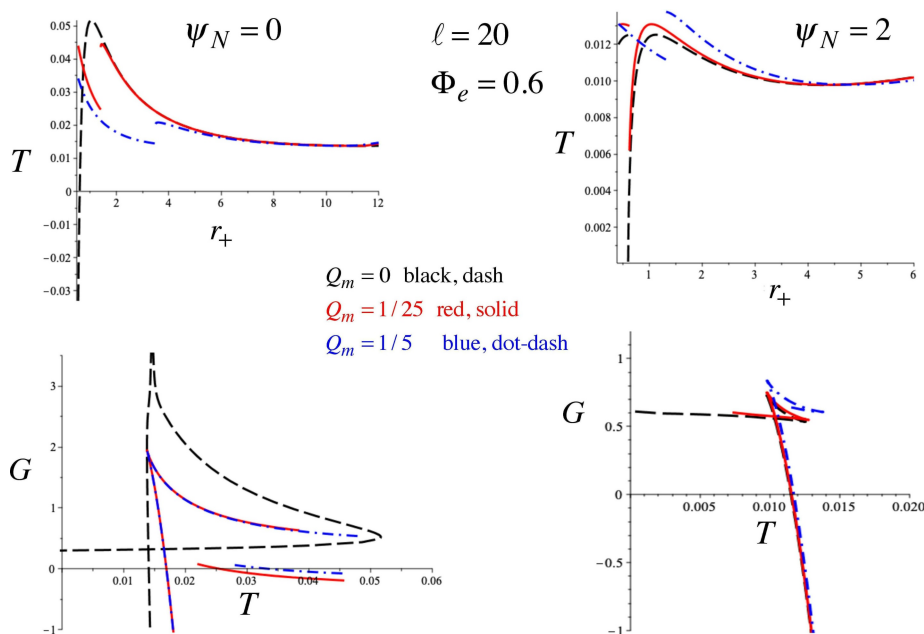 ψ_N = 0
ℓ = 20
Φ_e = 0.6
ψ_N = 2
0.05
0.04
0.03
0.02
0.01
0
−0.01
−0.02
−0.03
T
2 4 6 8 10 12
r_+
0.012
0.010
0.008
0.006
0.004
0.002
T
1 2 3 4 5 6
r_+
Q_m = 0 black, dash
Q_m = 1/25 red, solid
Q_m = 1/5 blue, dot-dash
3
2
1
0
−1
G
0.01 0.02 0.03 0.04 0.05 0.06
T
1
0.5
0
−0.5
−1
G
0.005 0.010 0.015 0.020
T